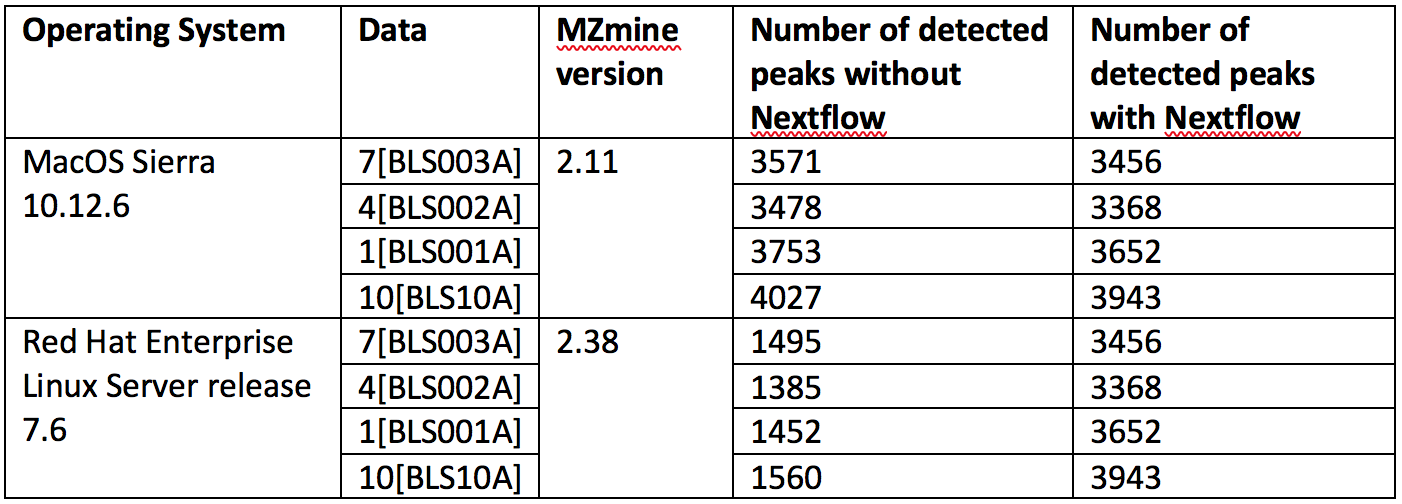 Operating System
Data
MZmine
version
Number of detected
peaks without
Nextflow
Number of
detected peaks
with Nextflow
MacOS Sierra
10.12.6
7[BLS003A]
2.11
3571
3456
4[BLS002A]
3478
3368
1[BLS001A]
3753
3652
10[BLS10A]
4027
3943
Red Hat Enterprise
Linux Server release
7.6
7[BLS003A]
2.38
1495
3456
4[BLS002A]
1385
3368
1[BLS001A]
1452
3652
10[BLS10A]
1560
3943